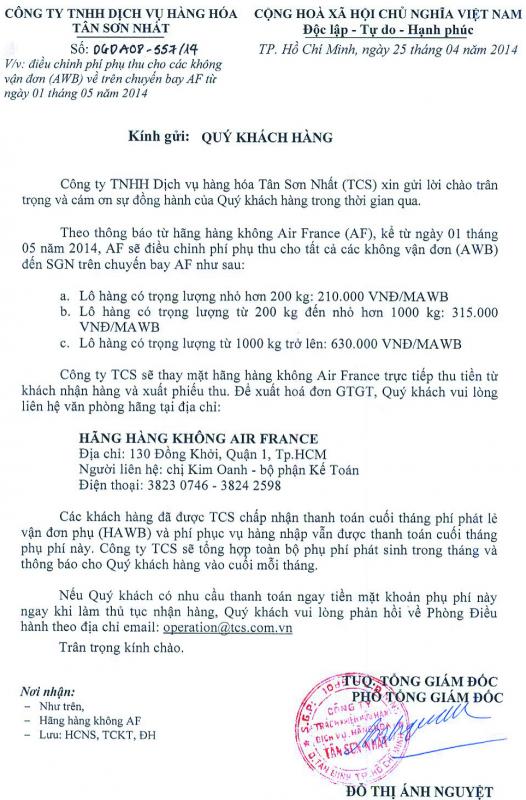 CÔNG TY TNHH DỊCH VỤ HÀNG HÓA
TÂN SƠN NHẤT
CỘNG HOÀ XÃ HỘI CHỦ NGHĨA VIỆT NAM
Độc lập - Tự do - Hạnh phúc
Số: OGDA08-557/14
TP. Hồ Chí Minh, ngày 25 tháng 04 năm 2014
V/v: điều chỉnh phí phụ thu cho các không
vận đơn (AWB) về trên chuyến bay AF từ
ngày 01 tháng 05 năm 2014
Kính gửi: QUÝ KHÁCH HÀNG
Công ty TNHH Dịch vụ hàng hóa Tân Sơn Nhất (TCS) xin gửi lời chào trân
trọng và cám ơn sự đồng hành của Quý khách hàng trong thời gian qua.
Theo thông báo từ hãng hàng không Air France (AF), kể từ ngày 01 tháng
05 năm 2014, AF sẽ điều chỉnh phí phụ thu cho tất cả các không vận đơn (AWB)
đến SGN trên chuyến bay AF như sau:
a. Lô hàng có trọng lượng nhỏ hơn 200 kg: 210.000 VNĐ/MAWB
b. Lô hàng có trọng lượng từ 200 kg đến nhỏ hơn 1000 kg: 315.000
VNĐ/MAWB
c. Lô hàng có trọng lượng từ 1000 kg trở lên: 630.000 VNĐ/MAWB
Công ty TCS sẽ thay mặt hãng hàng không Air France trực tiếp thu tiền từ
khách nhận hàng và xuất phiếu thu. Để xuất hoá đơn GTGT, Quý khách vui lòng
liên hệ văn phòng hãng tại địa chỉ:
HÃNG HÀNG KHÔNG AIR FRANCE
Địa chỉ: 130 Đồng Khởi, Quận 1, Tp.HCM
Người liên hệ: chị Kim Oanh - bộ phận Kế Toán
Điện thoại: 3823 0746 - 3824 2598
Các khách hàng đã được TCS chấp nhận thanh toán cuối tháng phí phát lẻ
vận đơn phụ (HAWB) và phí phục vụ hàng nhập vẫn được thanh toán cuối tháng
phụ phí này. Công ty TCS sẽ tổng hợp toàn bộ phụ phí phát sinh trong tháng và
thông báo cho Quý khách hàng vào cuối mỗi tháng.
Nếu Quý khách có nhu cầu thanh toán ngay tiền mặt khoản phụ phí này
ngay khi làm thủ tục nhận hàng, Quý khách vui lòng phản hồi về Phòng Điều
hành theo địa chỉ email: operation@tcs.com.vn
Trân trọng kính chào.
Nơi nhận:
– Như trên,
– Hãng hàng không AF
– Lưu: HCNS, TCKT, ĐH
TUQ. TỔNG GIÁM ĐỐC
PHÓ TỔNG GIÁM ĐỐC
CÔNG TY
TRÁCH NHIỆM HỮU HẠN
DỊCH VỤ HÀNG HÓA
TÂN SƠN NHẤT
Q. TÂN BÌNH TP. HỒ CHÍ MINH
ĐỖ THỊ ÁNH NGUYỆT